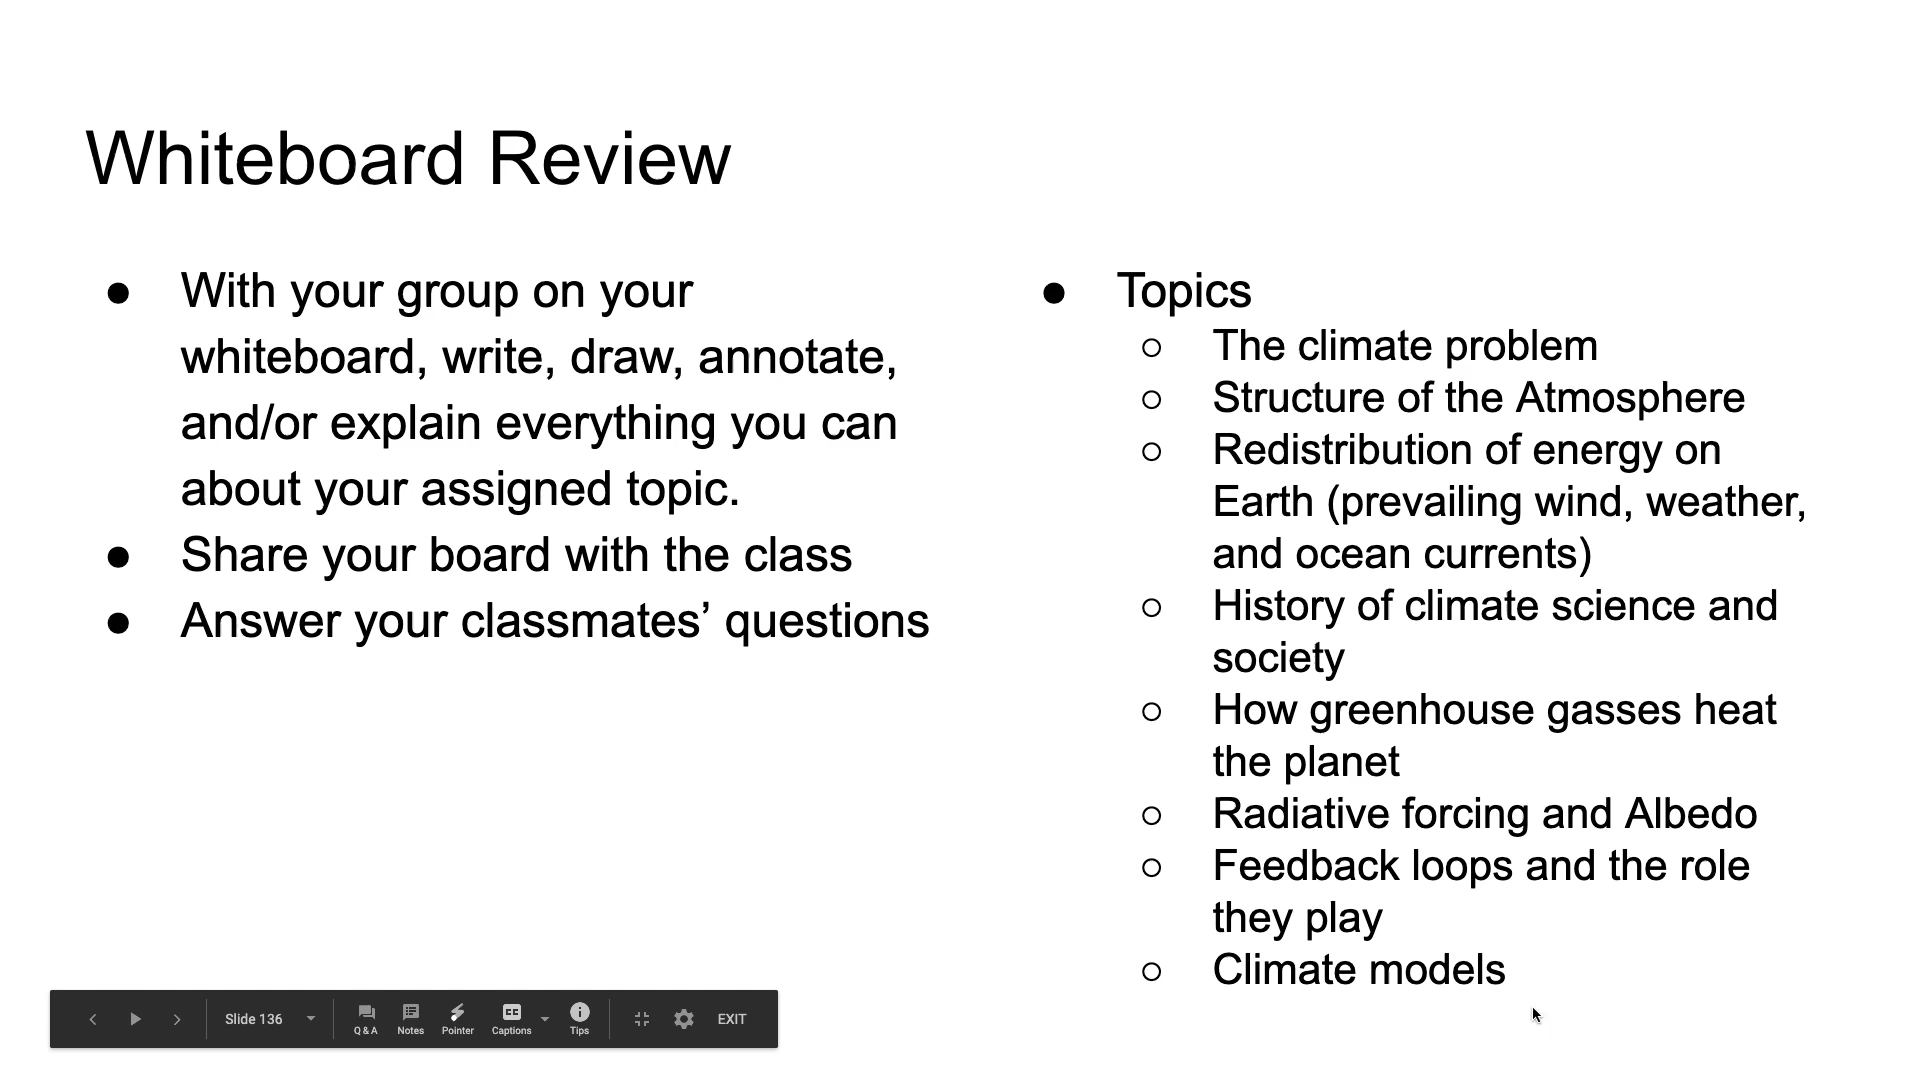 Whiteboard Review
● With your group on your
whiteboard, write, draw, annotate,
and/or explain everything you can
about your assigned topic.
● Share your board with the class
● Answer your classmates’ questions
● Topics
○ The climate problem
○ Structure of the Atmosphere
○ Redistribution of energy on
Earth (prevailing wind, weather,
and ocean currents)
○ History of climate science and
society
○ How greenhouse gasses heat
the planet
○ Radiative forcing and Albedo
○ Feedback loops and the role
they play
○ Climate models
Slide 136
Q & A Notes Pointer Captions Tips EXIT